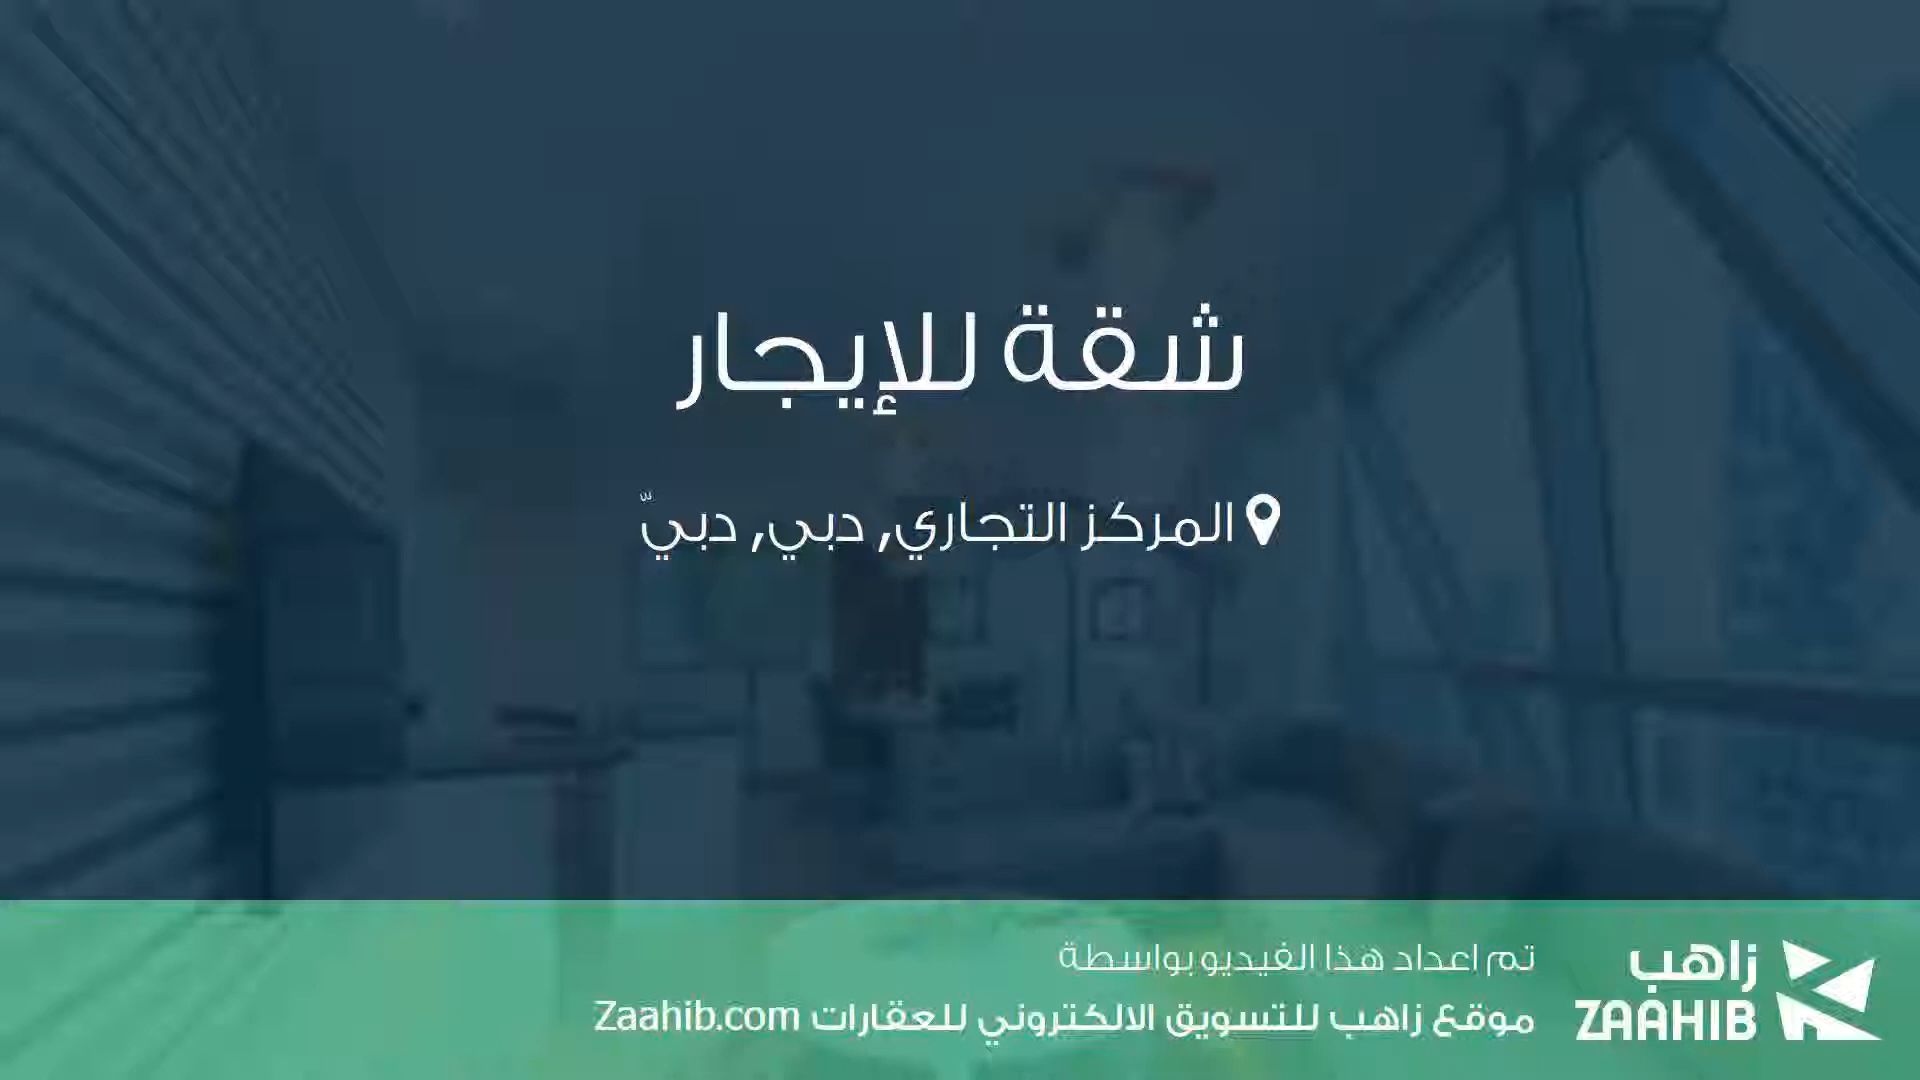 شقة للإيجار
المركز التجاري, دبي, دبيّ
تم اعداد هذا الفيديو بواسطة
موقع زاهب للتسويق الالكتروني للعقارات Zaahib.com
زاهب
ZAAHIB